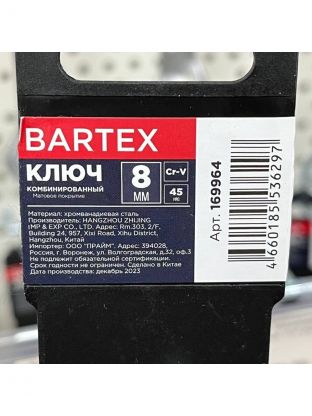 BARTEX
КЛЮЧ
КОМБИНИРОВАННЫЙ
Матовое покрытие
8
ММ
Cr-V
45
HRC
Материал: хромванадиевая сталь
Производитель: HANGZHOU ZHIJING
IMP & EXP CO., LTD. Адрес: Rm.303, 2/F,
Building 24, 957, Xixi Road, Xihu District,
Hangzhou, Китай
Импортер: ООО "ПРАЙМ". Адрес: 394028,
Россия, г. Воронеж, ул. Волгоградская, д.32, оф.3
Не подлежит обязательной сертификации.
Срок годности не ограничен. Сделано в Китае
Дата производства: декабрь 2023
Арт. 169964
4660185536297